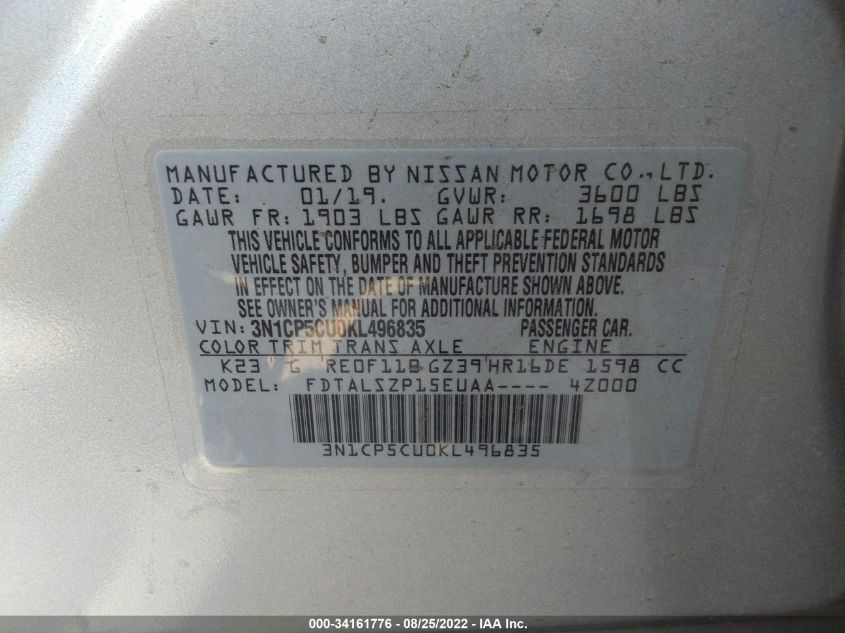 MANUFACTURED BY NISSAN MOTOR CO., LTD.
DATE: 01/19. GVWR: 3600 LBS
GAWR FR: 1903 LBS GAWR RR: 1698 LBS
THIS VEHICLE CONFORMS TO ALL APPLICABLE FEDERAL MOTOR
VEHICLE SAFETY, BUMPER AND THEFT PREVENTION STANDARDS
IN EFFECT ON THE DATE OF MANUFACTURE SHOWN ABOVE.
SEE OWNER'S MANUAL FOR ADDITIONAL INFORMATION.
VIN: 3N1CP5CU0KL496835 PASSENGER CAR.
COLOR TRIM TRANS AXLE ENGINE
K23 ' G ' RE0F11B GZ39'HR16DE 1598 CC
MODEL: FDTALSZP15EUAA---- 4Z000
3N1CP5CU0KL496835
000-34161776 - 08/25/2022 - IAA Inc.